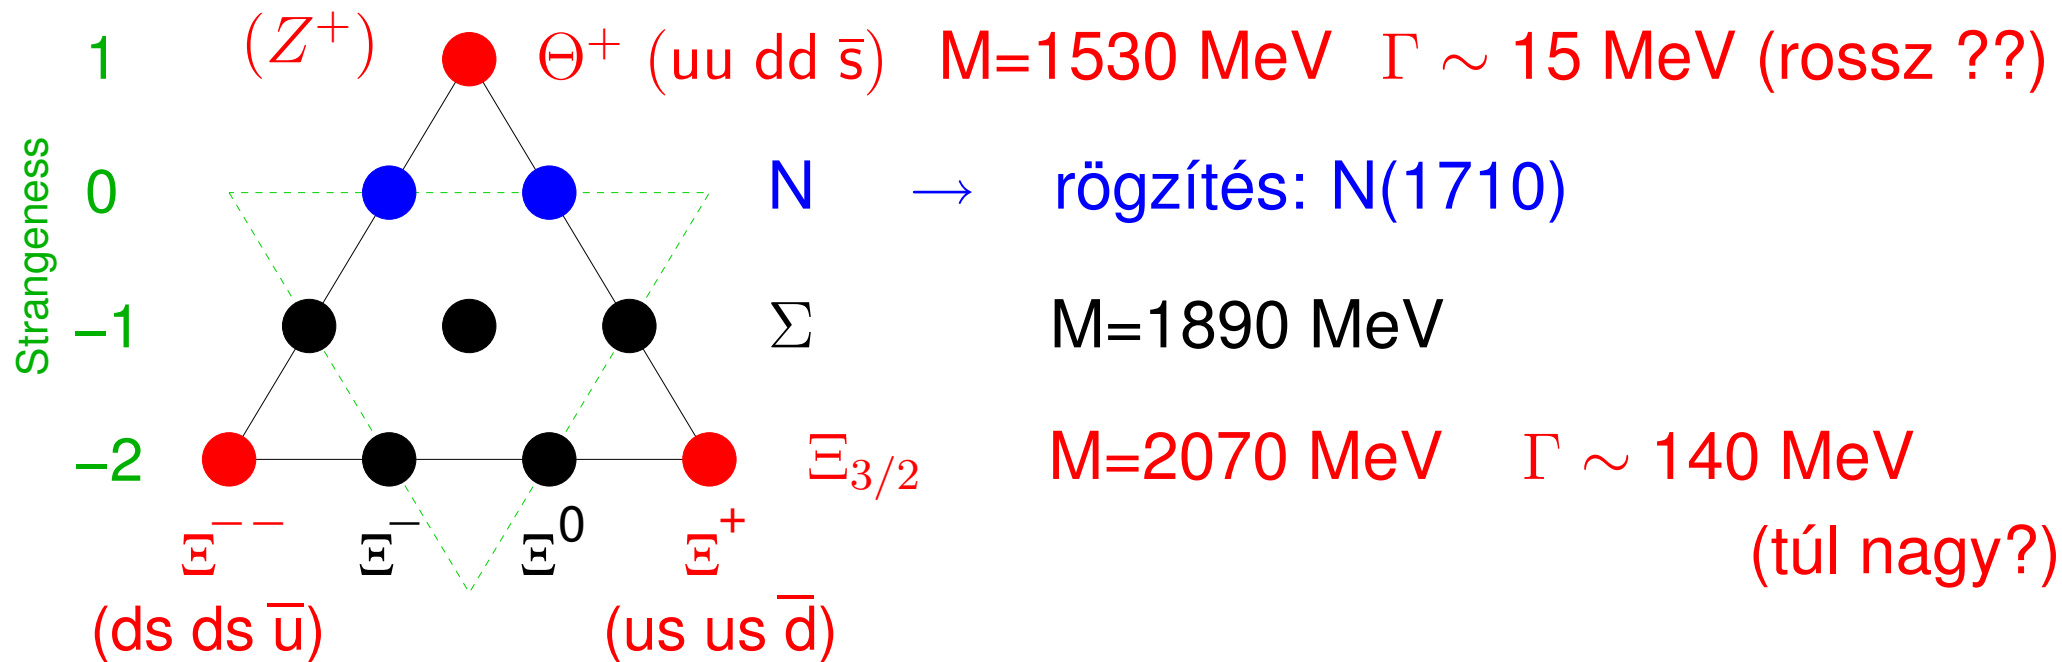 1 (Z⁺) Θ⁺ (uu dd s̅) M=1530 MeV Γ ∼ 15 MeV (rossz ??)
Strangeness
0 N → rögzítés: N(1710)
−1 Σ M=1890 MeV
−2 Ξ3/2 M=2070 MeV Γ ∼ 140 MeV
Ξ⁻⁻ Ξ⁻ Ξ⁰ Ξ⁺ (túl nagy?)
(ds ds u̅) (us us d̅)